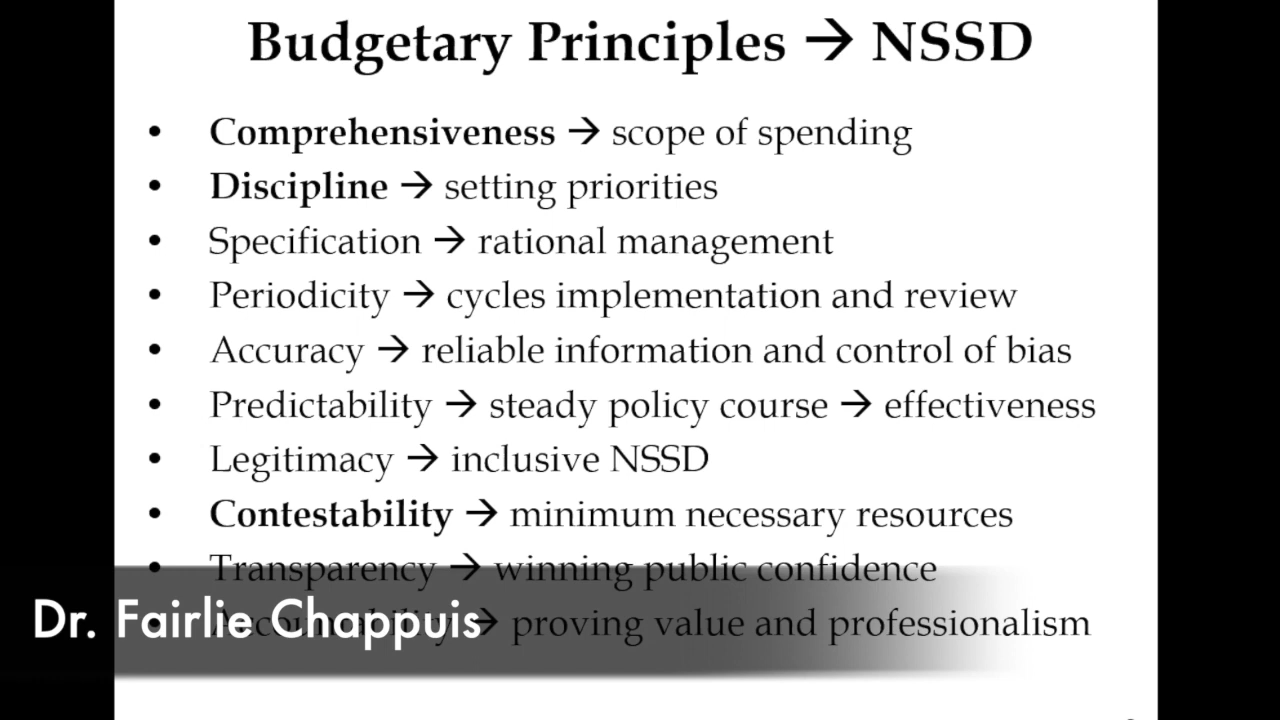 Budgetary Principles → NSSD
• Comprehensiveness → scope of spending
• Discipline → setting priorities
• Specification → rational management
• Periodicity → cycles implementation and review
• Accuracy → reliable information and control of bias
• Predictability → steady policy course → effectiveness
• Legitimacy → inclusive NSSD
• Contestability → minimum necessary resources
• Transparency → winning public confidence
• Accountability → proving value and professionalism
Dr. Fairlie Chappuis